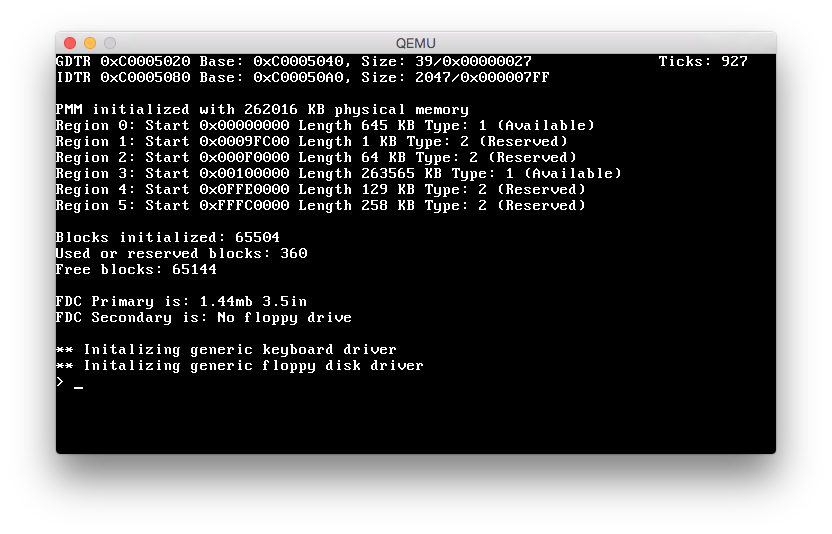 QEMU
GDTR 0xC0005020 Base: 0xC0005040, Size: 39/0x00000027 Ticks: 927
IDTR 0xC0005080 Base: 0xC00050A0, Size: 2047/0x000007FF
PMM initialized with 262016 KB physical memory
Region 0: Start 0x00000000 Length 645 KB Type: 1 (Available)
Region 1: Start 0x0009FC00 Length 1 KB Type: 2 (Reserved)
Region 2: Start 0x000F0000 Length 64 KB Type: 2 (Reserved)
Region 3: Start 0x00100000 Length 263565 KB Type: 1 (Available)
Region 4: Start 0x0FFE0000 Length 129 KB Type: 2 (Reserved)
Region 5: Start 0xFFFC0000 Length 258 KB Type: 2 (Reserved)
Blocks initialized: 65504
Used or reserved blocks: 360
Free blocks: 65144
FDC Primary is: 1.44mb 3.5in
FDC Secondary is: No floppy drive
** Initalizing generic keyboard driver
** Initalizing generic floppy disk driver
> _